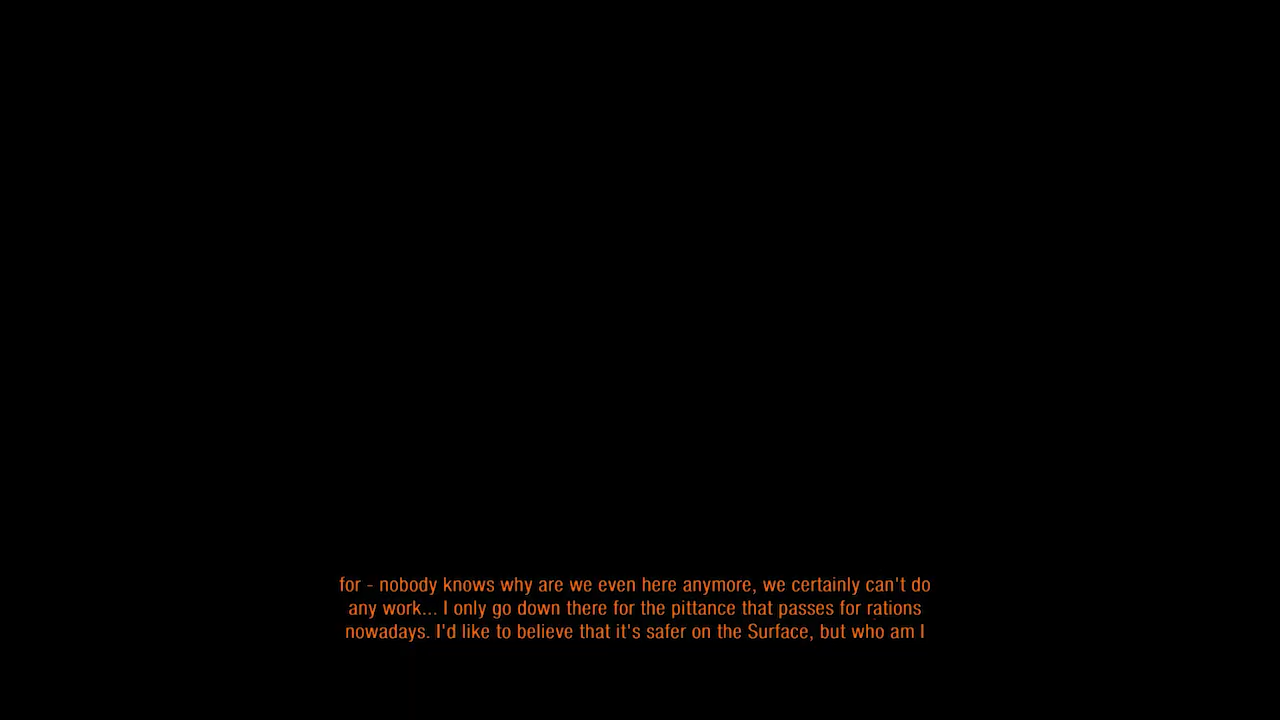 for - nobody knows why are we even here anymore, we certainly can't do
any work... I only go down there for the pittance that passes for rations
nowadays. I'd like to believe that it's safer on the Surface, but who am I